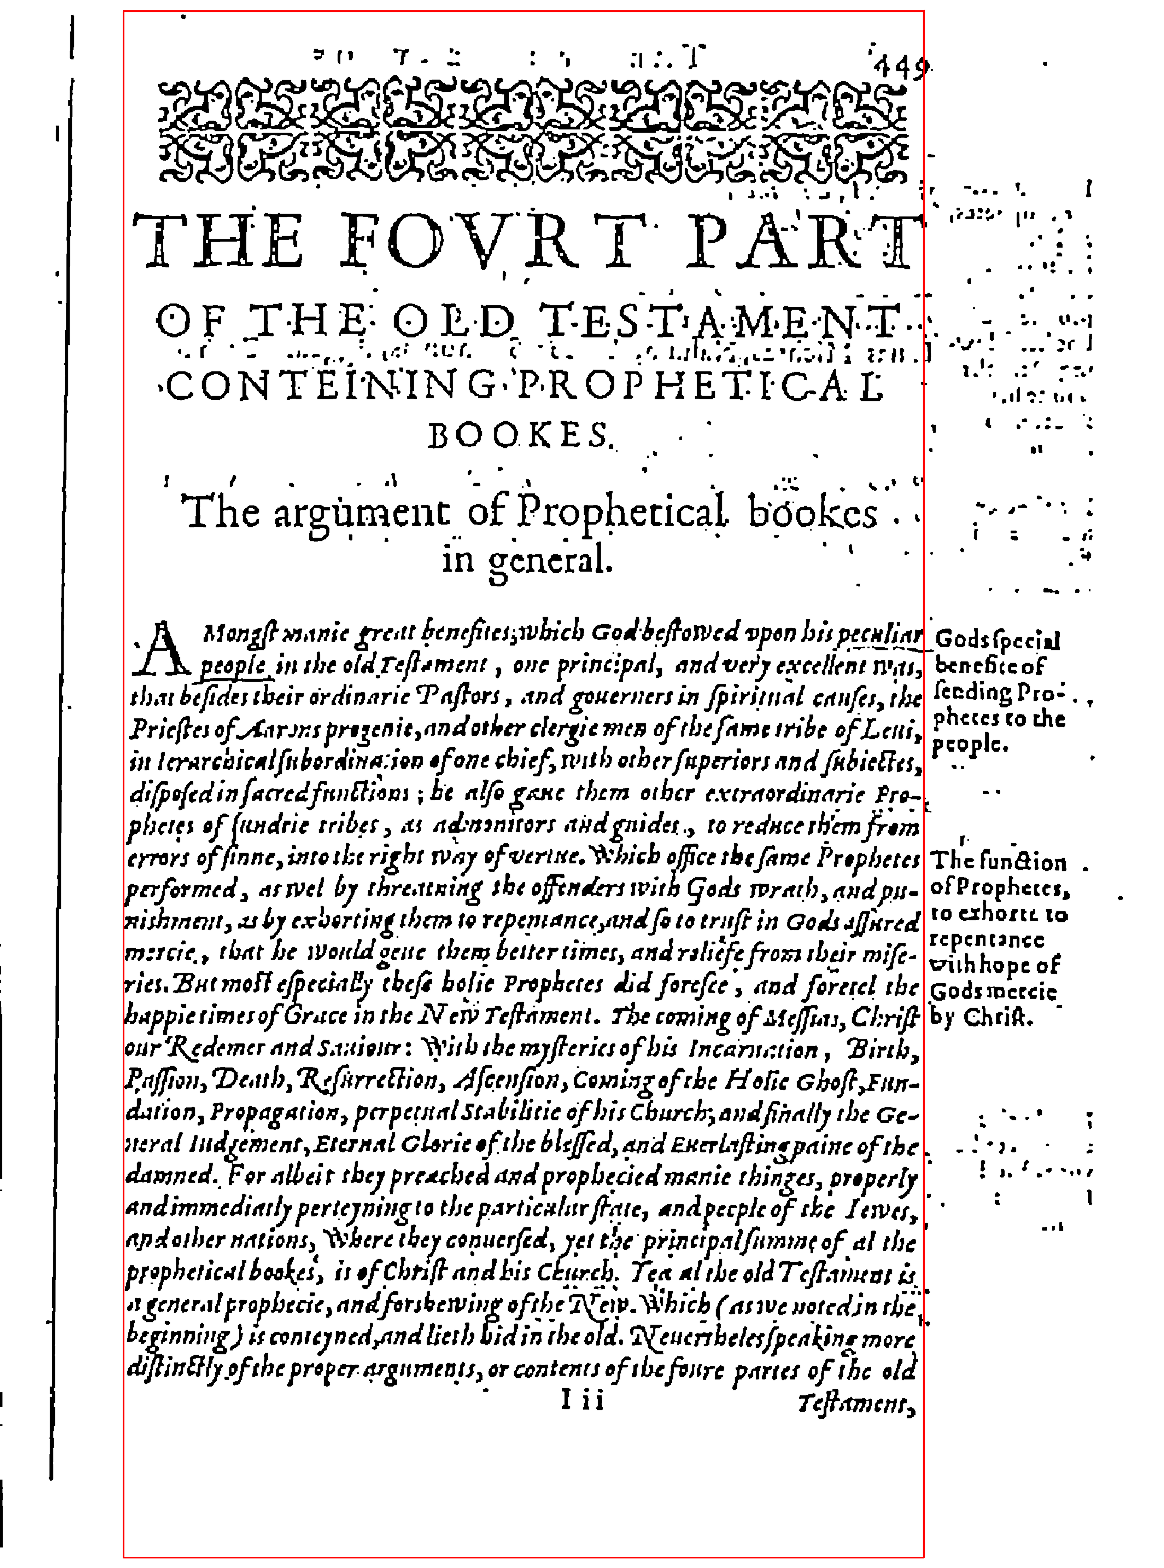 449
THE FOVRT PART
OF THE OLD TESTAMENT
CONTEINING PROPHETICAL
BOOKES.
The argument of Prophetical bookes
in general.
AMongſt manie great benefites, which God beſtowed vpon his peculiar
people in the old Teſtament, one principal, and very excellent was,
that beſides their ordinarie Paſtors, and gouerners in ſpiritual cauſes, the
Prieſtes of Aarons progenie, and other clergie men of the ſame tribe of Leui,
in Ierarchical ſubordination of one chief, with other ſuperiors and ſubiectes,
diſpoſed in ſacred functions; he alſo gaue them other extraordinarie Pro-
phetes of ſundrie tribes, as admonitors and guides, to reduce them from
errors of ſinne, into the right way of vertue. Which office the ſame Prophetes
performed, as wel by threatning the offenders with Gods wrath, and pu-
niſhment, as by exhorting them to repentance, and ſo to truſt in Gods aſſured
mercie, that he would geue them better times, and reliefe from their miſe-
ries. But moſt eſpecially theſe holie Prophetes did foreſee, and foretel the
happie times of Grace in the New Teſtament. The coming of Meſſias, Chriſt
our Redemer and Sauiour: With the myſteries of his Incarnation, Birth,
Paſſion, Death, Reſurrection, Aſcenſion, Coming of the Holie Ghoſt, Fun-
dation, Propagation, perpetual Stabilitie of his Church, and finally the Ge-
neral Iudgement, Eternal Glorie of the bleſſed, and Euerlaſting paine of the
damned. For albeit they preached and prophecied manie thinges, properly
and immediatly perteyning to the particular ſtate, and people of the Iewes,
and other nations, Where they conuerſed, yet the principal ſumme of al the
prophetical bookes, is of Chriſt and his Church. Yea al the old Teſtament is
a general prophecie, and forshewing of the New. Which (as we noted in the
beginning) is conteyned, and lieth hid in the old. Neuertheles ſpeaking more
diſtinctly of the proper arguments, or contents of the foure partes of the old
I ii
Teſtament,
Gods ſpecial
benefite of
ſending Pro-
phetes to the
people.
The function
of Prophetes,
to exhorte to
repentance
with hope of
Gods mercie
by Chriſt.